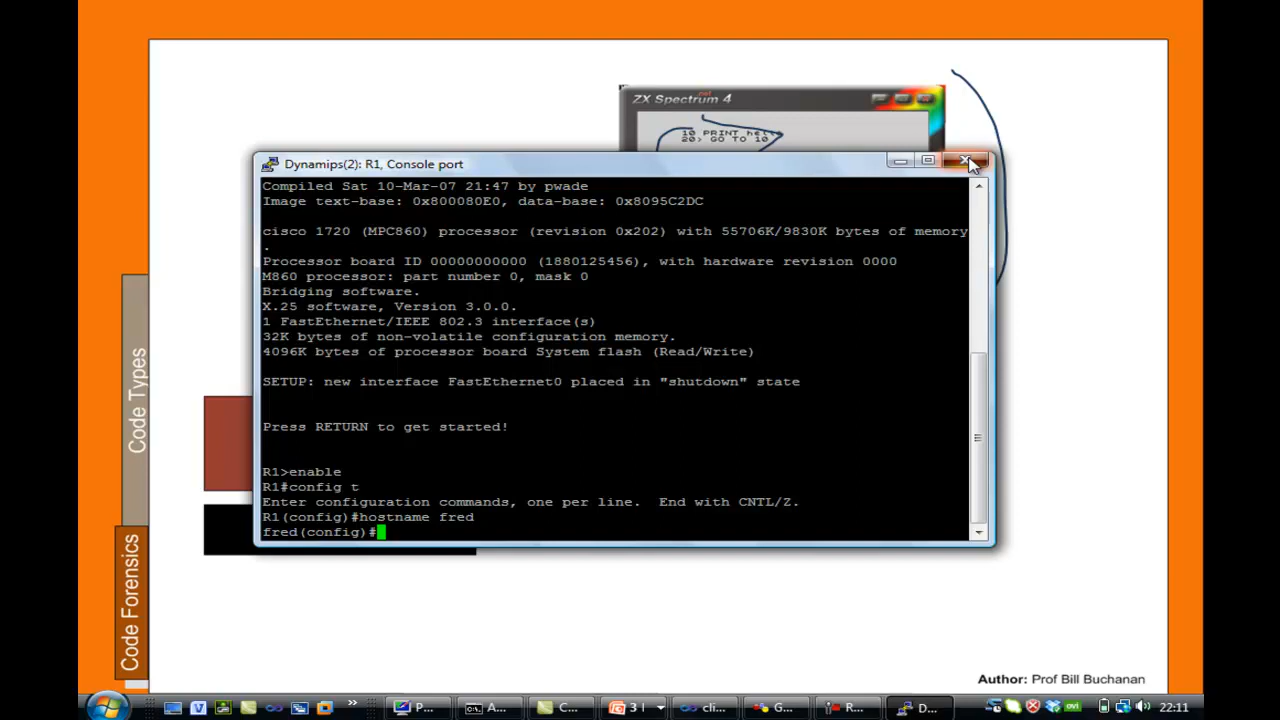 ZX Spectrum 4
.net
10 PRINT hello
20> GO TO 10
Dynamips(2): R1, Console port
Compiled Sat 10-Mar-07 21:47 by pwade
Image text-base: 0x800080E0, data-base: 0x8095C2DC
cisco 1720 (MPC860) processor (revision 0x202) with 55706K/9830K bytes of memory
.
Processor board ID 00000000000 (1880125456), with hardware revision 0000
M860 processor: part number 0, mask 0
Bridging software.
X.25 software, Version 3.0.0.
1 FastEthernet/IEEE 802.3 interface(s)
32K bytes of non-volatile configuration memory.
4096K bytes of processor board System flash (Read/Write)
SETUP: new interface FastEthernet0 placed in "shutdown" state
Press RETURN to get started!
R1>enable
R1#config t
Enter configuration commands, one per line.  End with CNTL/Z.
R1(config)#hostname fred
fred(config)#
Code Types
Code Forensics
Author: Prof Bill Buchanan
P...
A...
C...
3 I
cli...
G...
R...
D...
ovi
22:11